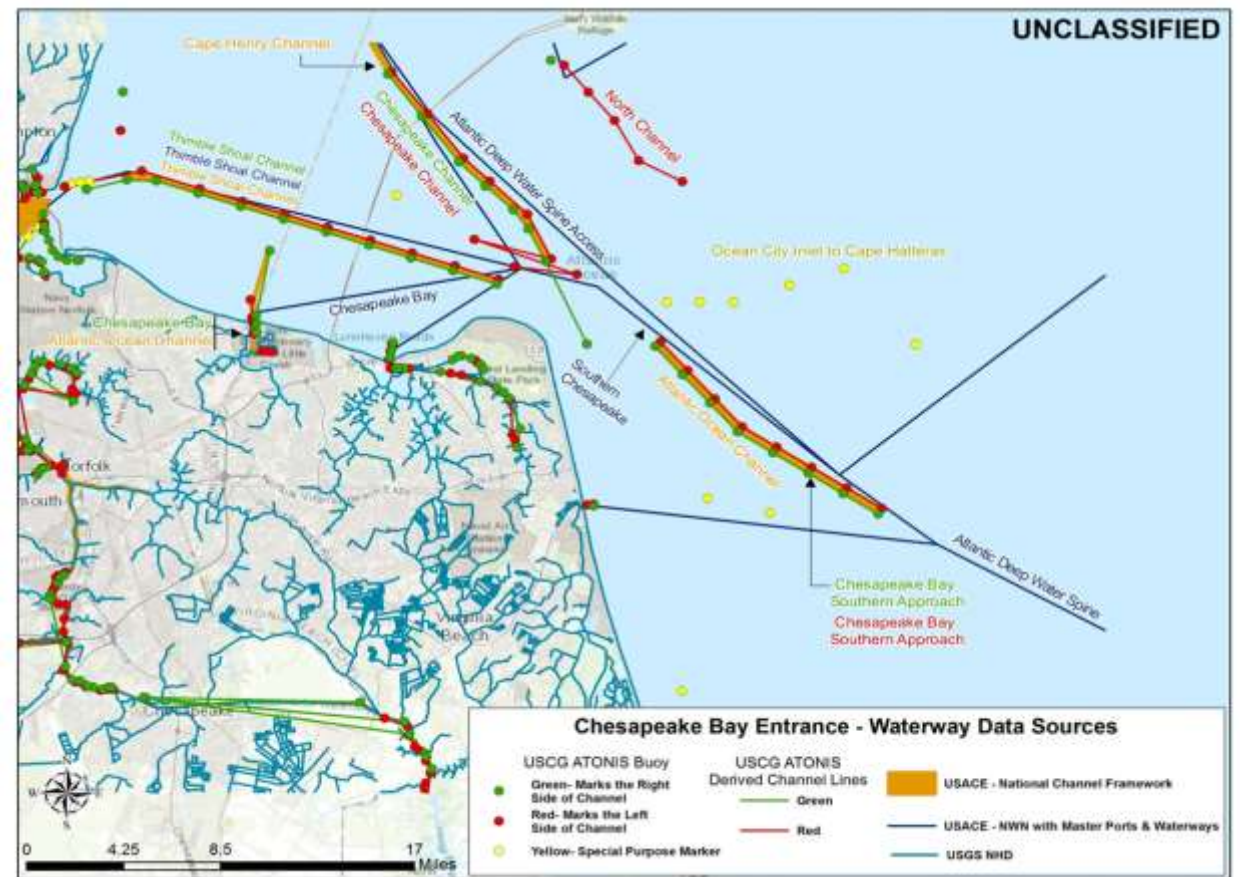 UNCLASSIFIED
Cape Henry Channel
North Channel
Chesapeake Channel
Chesapeake Channel
Atlantic Deep Water Spine Access
Thimble Shoal Channel
Thimble Shoal Channel
Thimble Shoal Channel
Ocean City Inlet to Cape Hatteras
Chesapeake Bay
Chesapeake Bay
Atlantic Ocean Channel
Southern
Chesapeake
Atlantic Ocean Channel
Norfolk
Atlantic Deep Water Spine
Chesapeake Bay
Southern Approach
Chesapeake Bay
Southern Approach
Virginia
Beach
Chesapeake
Chesapeake Bay Entrance - Waterway Data Sources
USCG ATONIS Buoy
Green- Marks the Right
Side of Channel
Red- Marks the Left
Side of Channel
Yellow- Special Purpose Marker
USCG ATONIS
Derived Channel Lines
Green
Red
USACE - National Channel Framework
USACE - NWN with Master Ports & Waterways
USGS NHD
N
W
S
0 4.25 8.5 17
Miles